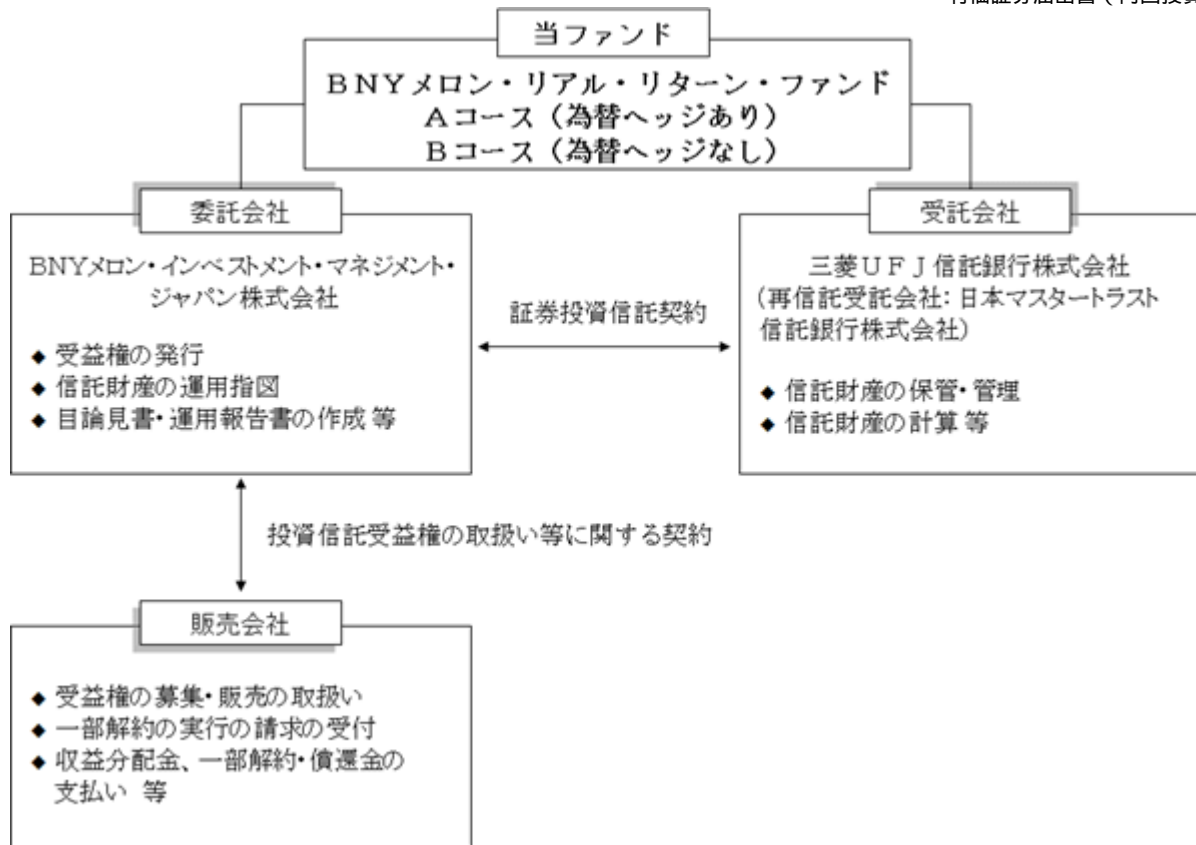 当ファンド
BNYメロン・リアル・リターン・ファンド
Aコース（為替ヘッジあり）
Bコース（為替ヘッジなし）
委託会社
BNYメロン・インベストメント・マネジメント・
ジャパン株式会社
◆ 受益権の発行
◆ 信託財産の運用指図
◆ 目論見書・運用報告書の作成 等
証券投資信託契約
受託会社
三菱UFJ信託銀行株式会社
(再信託受託会社：日本マスタートラスト
信託銀行株式会社)
◆ 信託財産の保管・管理
◆ 信託財産の計算 等
投資信託受益権の取扱い等に関する契約
販売会社
◆ 受益権の募集・販売の取扱い
◆ 一部解約の実行の請求の受付
◆ 収益分配金、一部解約・償還金の
支払い 等